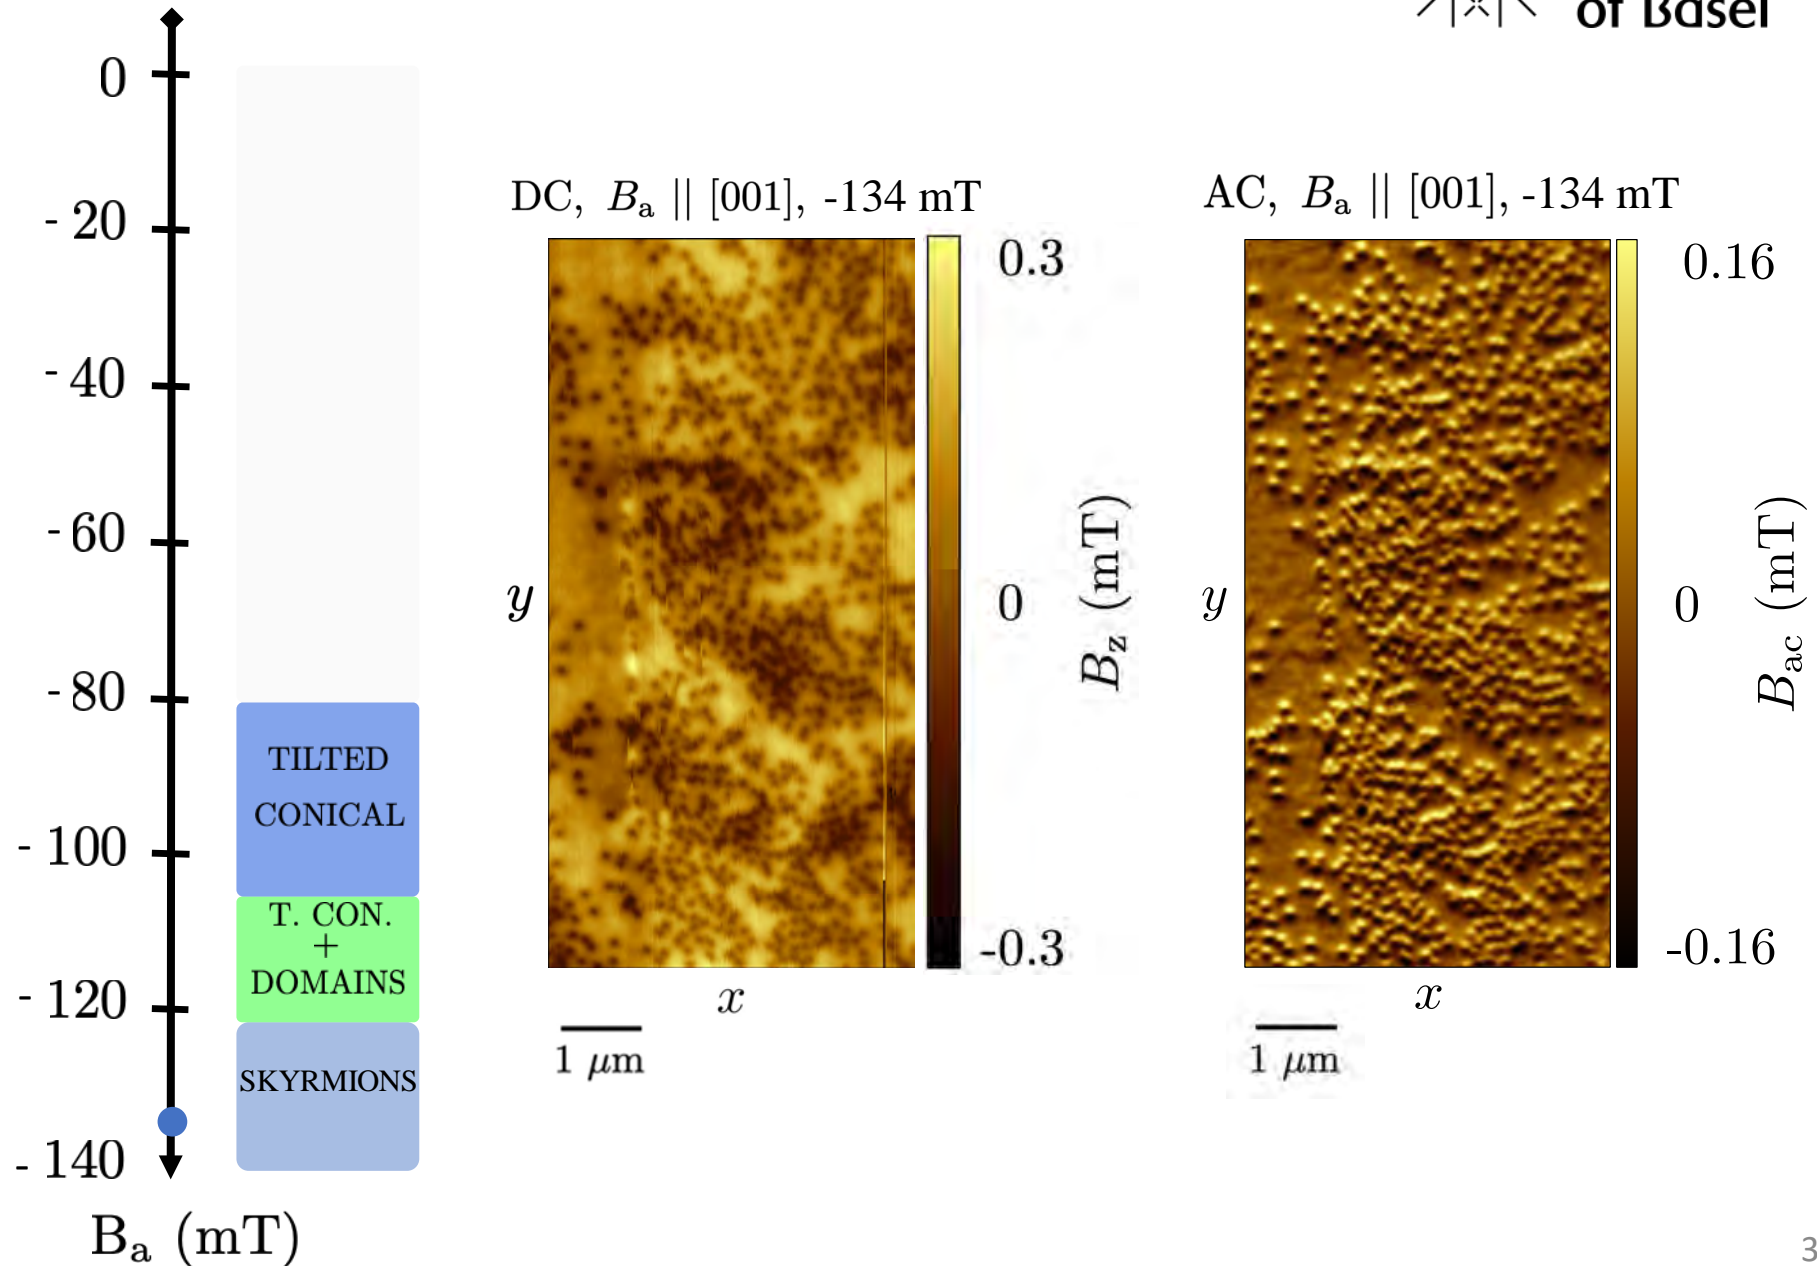 of Basel
0
- 20
- 40
- 60
- 80
- 100
- 120
- 140
Bₐ (mT)
TILTED
CONICAL
T. CON.
+
DOMAINS
SKYRMIONS
DC, Bₐ || [001], -134 mT
0.3
0
-0.3
B_z (mT)
y
x
1 μm
AC, Bₐ || [001], -134 mT
0.16
0
-0.16
B_ac (mT)
y
x
1 μm
3